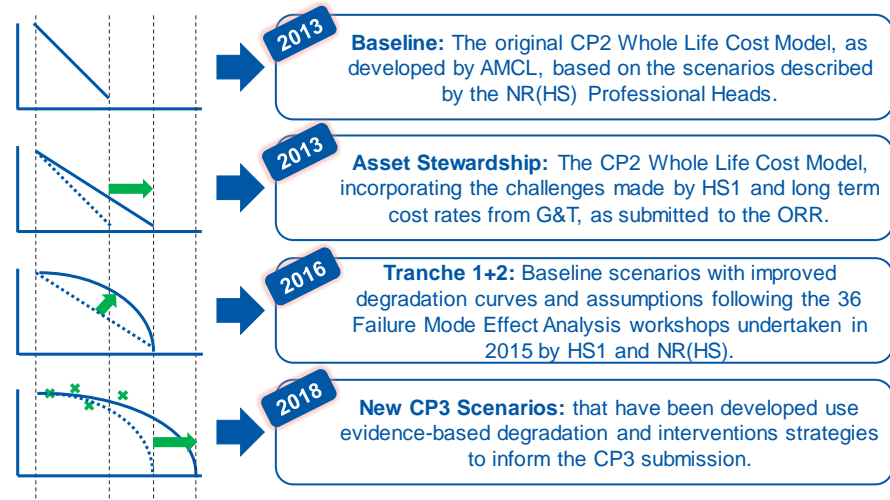 2013
Baseline: The original CP2 Whole Life Cost Model, as
developed by AMCL, based on the scenarios described
by the NR(HS) Professional Heads.
2013
Asset Stewardship: The CP2 Whole Life Cost Model,
incorporating the challenges made by HS1 and long term
cost rates from G&T, as submitted to the ORR.
2016
Tranche 1+2: Baseline scenarios with improved
degradation curves and assumptions following the 36
Failure Mode Effect Analysis workshops undertaken in
2015 by HS1 and NR(HS).
2018
New CP3 Scenarios: that have been developed use
evidence-based degradation and interventions strategies
to inform the CP3 submission.